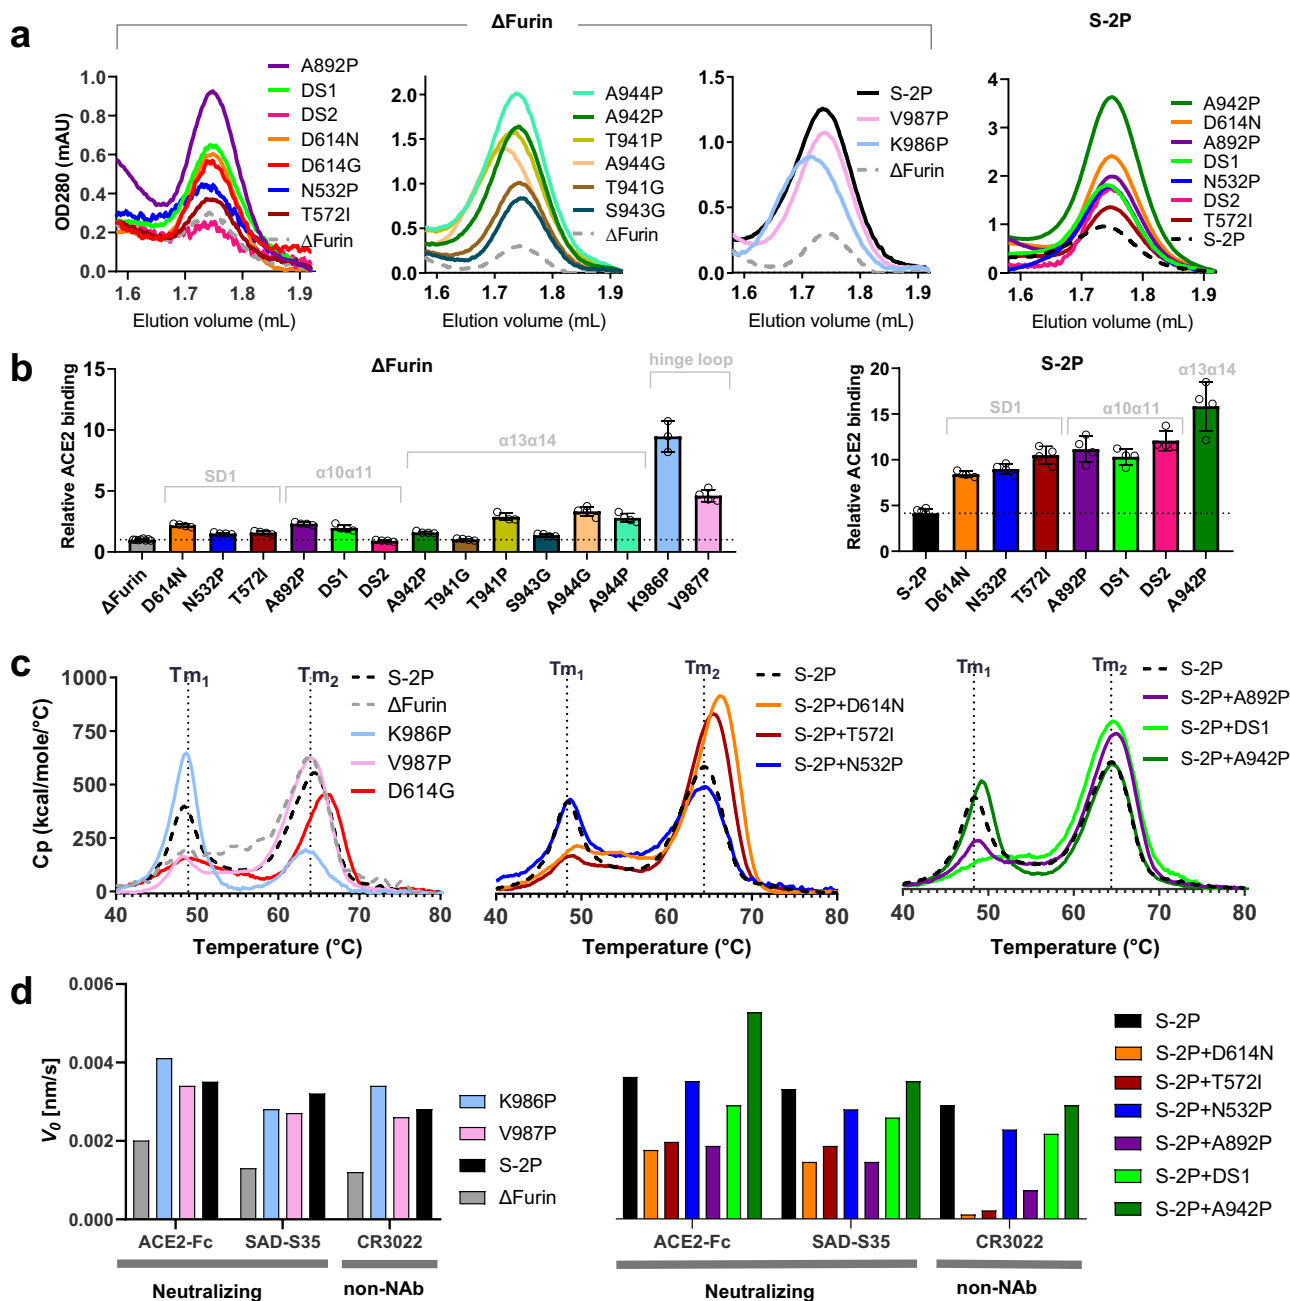 a
ΔFurin
S-2P
OD280 (mAU)
1.0
0.8
0.6
0.4
0.2
0.0
1.6 1.7 1.8 1.9
Elution volume (mL)
A892P
DS1
DS2
D614N
D614G
N532P
T572I
ΔFurin
2.0
1.5
1.0
0.5
0.0
1.6 1.7 1.8 1.9
Elution volume (mL)
A944P
A942P
T941P
A944G
T941G
S943G
ΔFurin
1.5
1.0
0.5
0.0
1.6 1.7 1.8 1.9
Elution volume (mL)
S-2P
V987P
K986P
ΔFurin
4
2
0
1.6 1.7 1.8 1.9
Elution volume (mL)
A942P
D614N
A892P
DS1
N532P
DS2
T572I
S-2P
b
ΔFurin
Relative ACE2 binding
15
10
5
0
SD1
α10α11
α13α14
hinge loop
ΔFurin D614N N532P T572I A892P DS1 DS2 A942P T941G T941P S943G A944G A944P K986P V987P
S-2P
Relative ACE2 binding
20
15
10
5
0
SD1
α10α11
α13α14
S-2P D614N N532P T572I A892P DS1 DS2 A942P
c
Cp (kcal/mole/°C)
1000
750
500
250
0
40 50 60 70 80
Temperature (°C)
Tm1 Tm2
S-2P
ΔFurin
K986P
V987P
D614G
40 50 60 70 80
Temperature (°C)
Tm1 Tm2
S-2P
S-2P+D614N
S-2P+T572I
S-2P+N532P
40 50 60 70 80
Temperature (°C)
Tm1 Tm2
S-2P
S-2P+A892P
S-2P+DS1
S-2P+A942P
d
V0 [nm/s]
0.006
0.004
0.002
0.000
ACE2-Fc SAD-S35 CR3022
Neutralizing non-NAb
K986P
V987P
S-2P
ΔFurin
ACE2-Fc SAD-S35 CR3022
Neutralizing non-NAb
S-2P
S-2P+D614N
S-2P+T572I
S-2P+N532P
S-2P+A892P
S-2P+DS1
S-2P+A942P